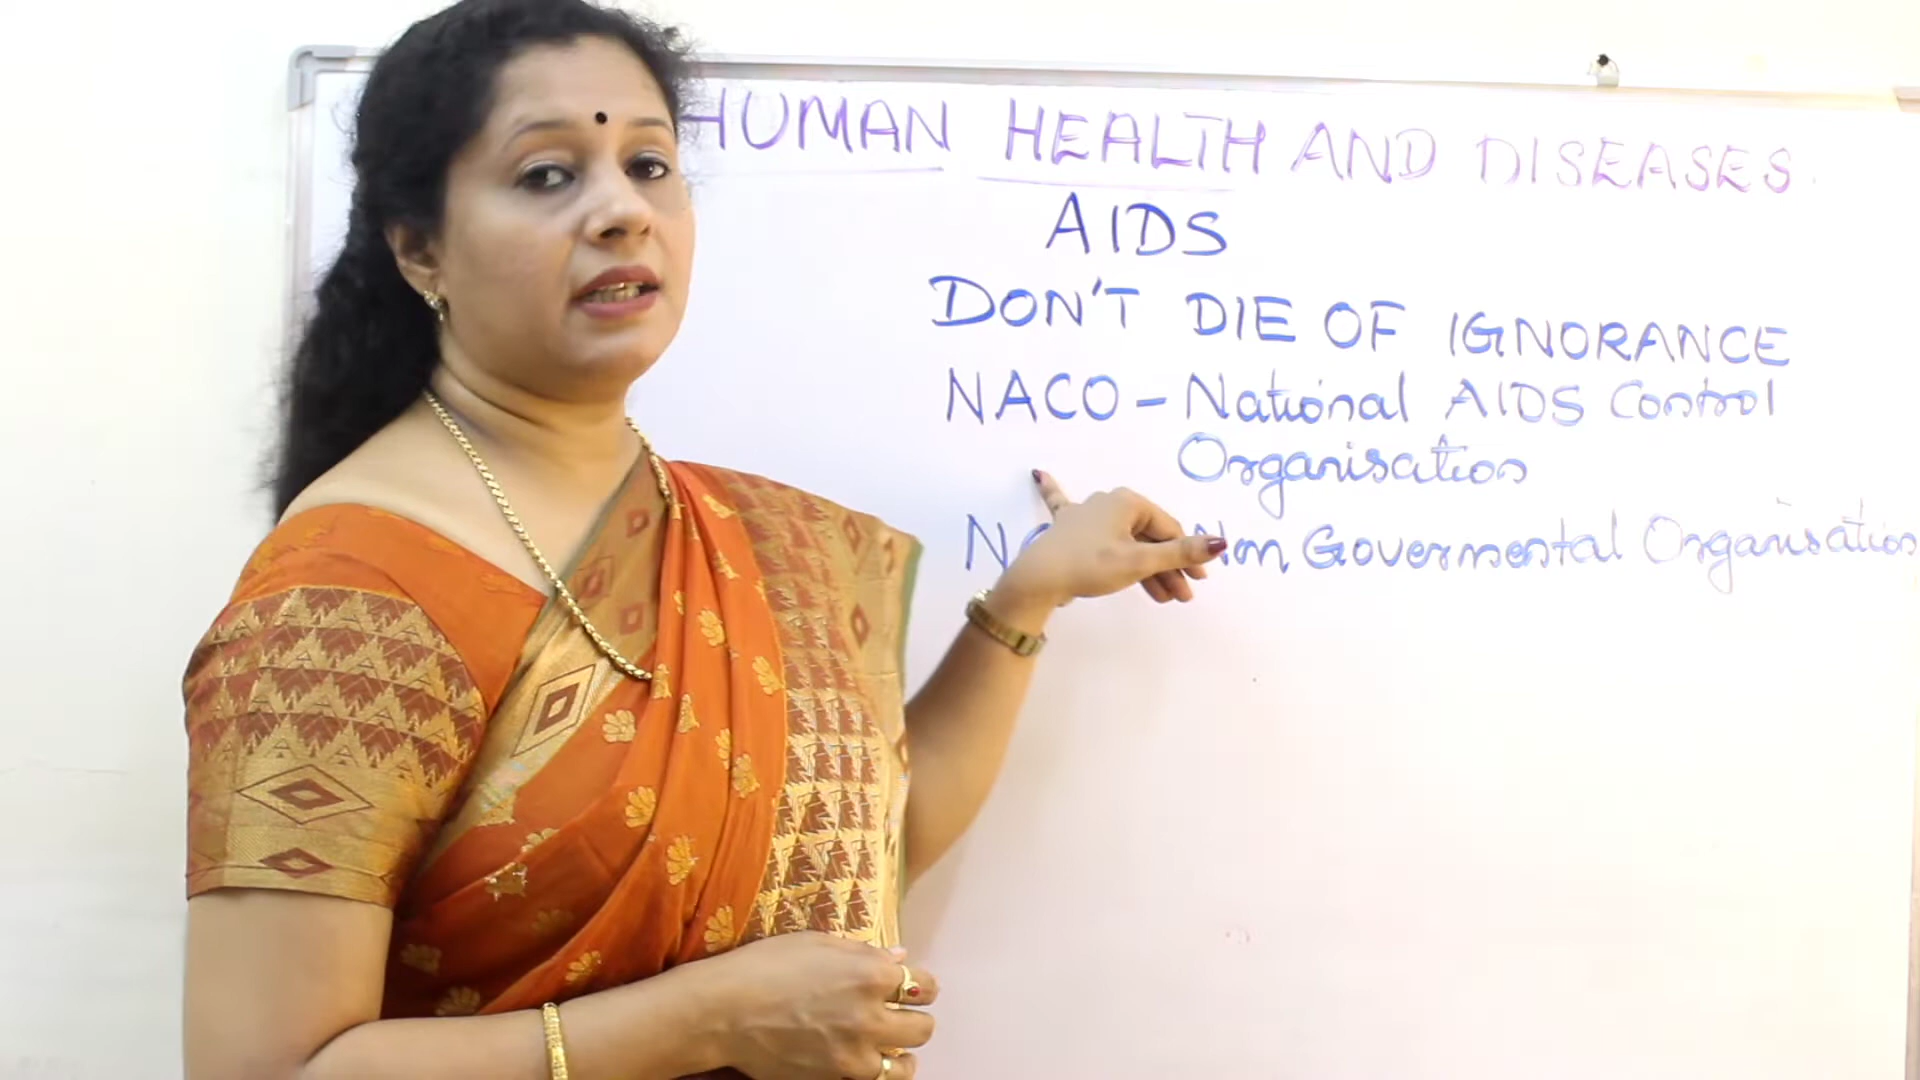 HUMAN HEALTH AND DISEASES.
AIDS
DON'T DIE OF IGNORANCE
NACO - National AIDS Control
Organisation
Non Governmental Organisation